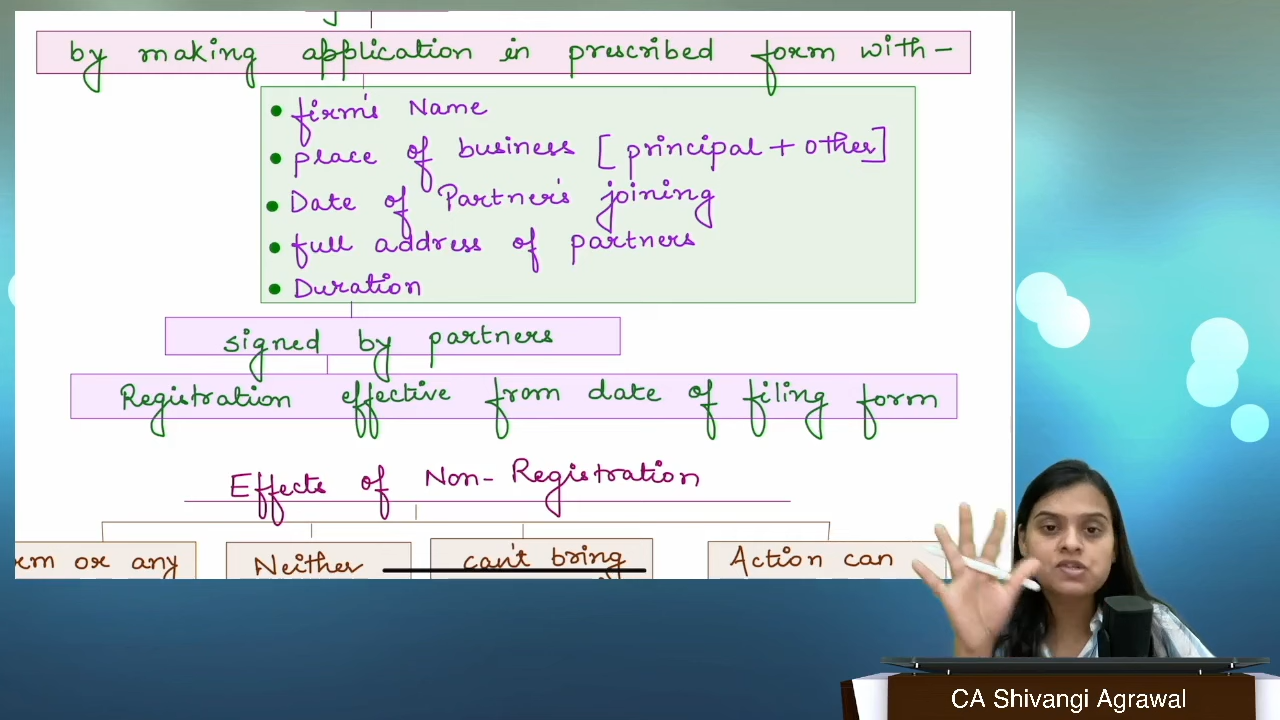 by making application in prescribed form with-
• firm's Name
• place of business [principal + other]
• Date of Partner's joining
• full address of partners
• Duration
signed by partners
Registration effective from date of filing form
Effects of Non-Registration
or any
Neither
can't bring
Action can
CA Shivangi Agrawal